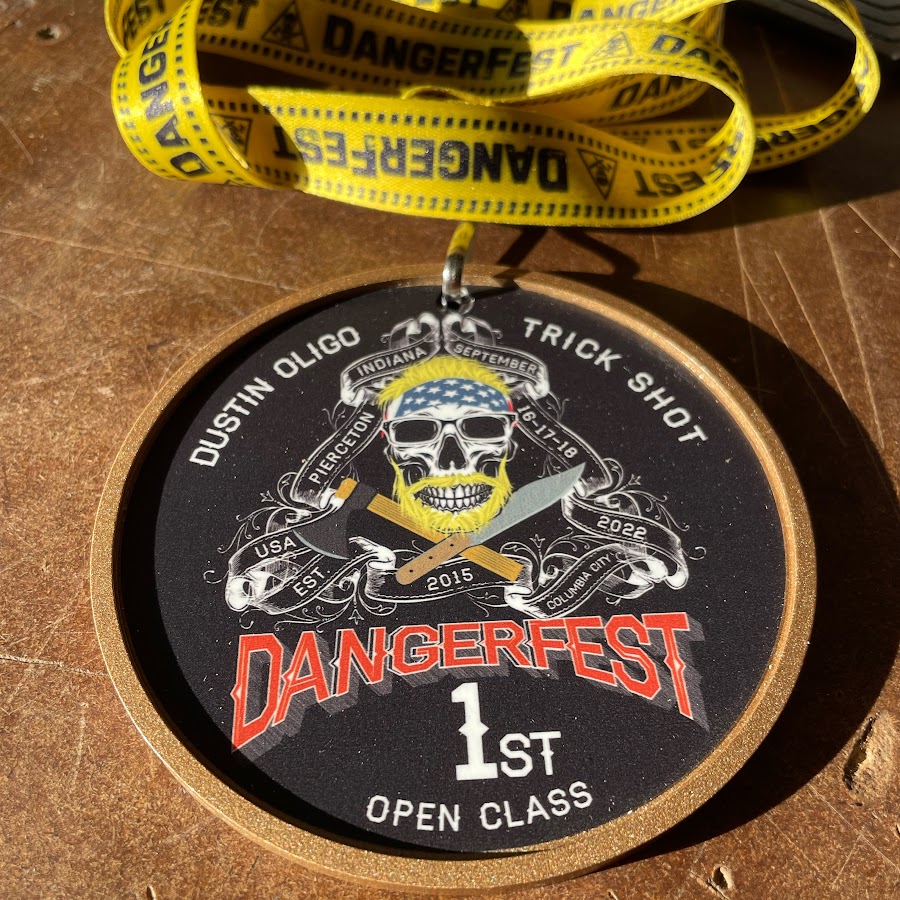 DANGERFEST
DANGERFEST
DUSTIN OLIGO
TRICK SHOT
INDIANA
SEPTEMBER
PIERCETON
16-17-18
USA
2022
EST.
2015
COLUMBIA CITY
DANGERFEST
1ST
OPEN CLASS